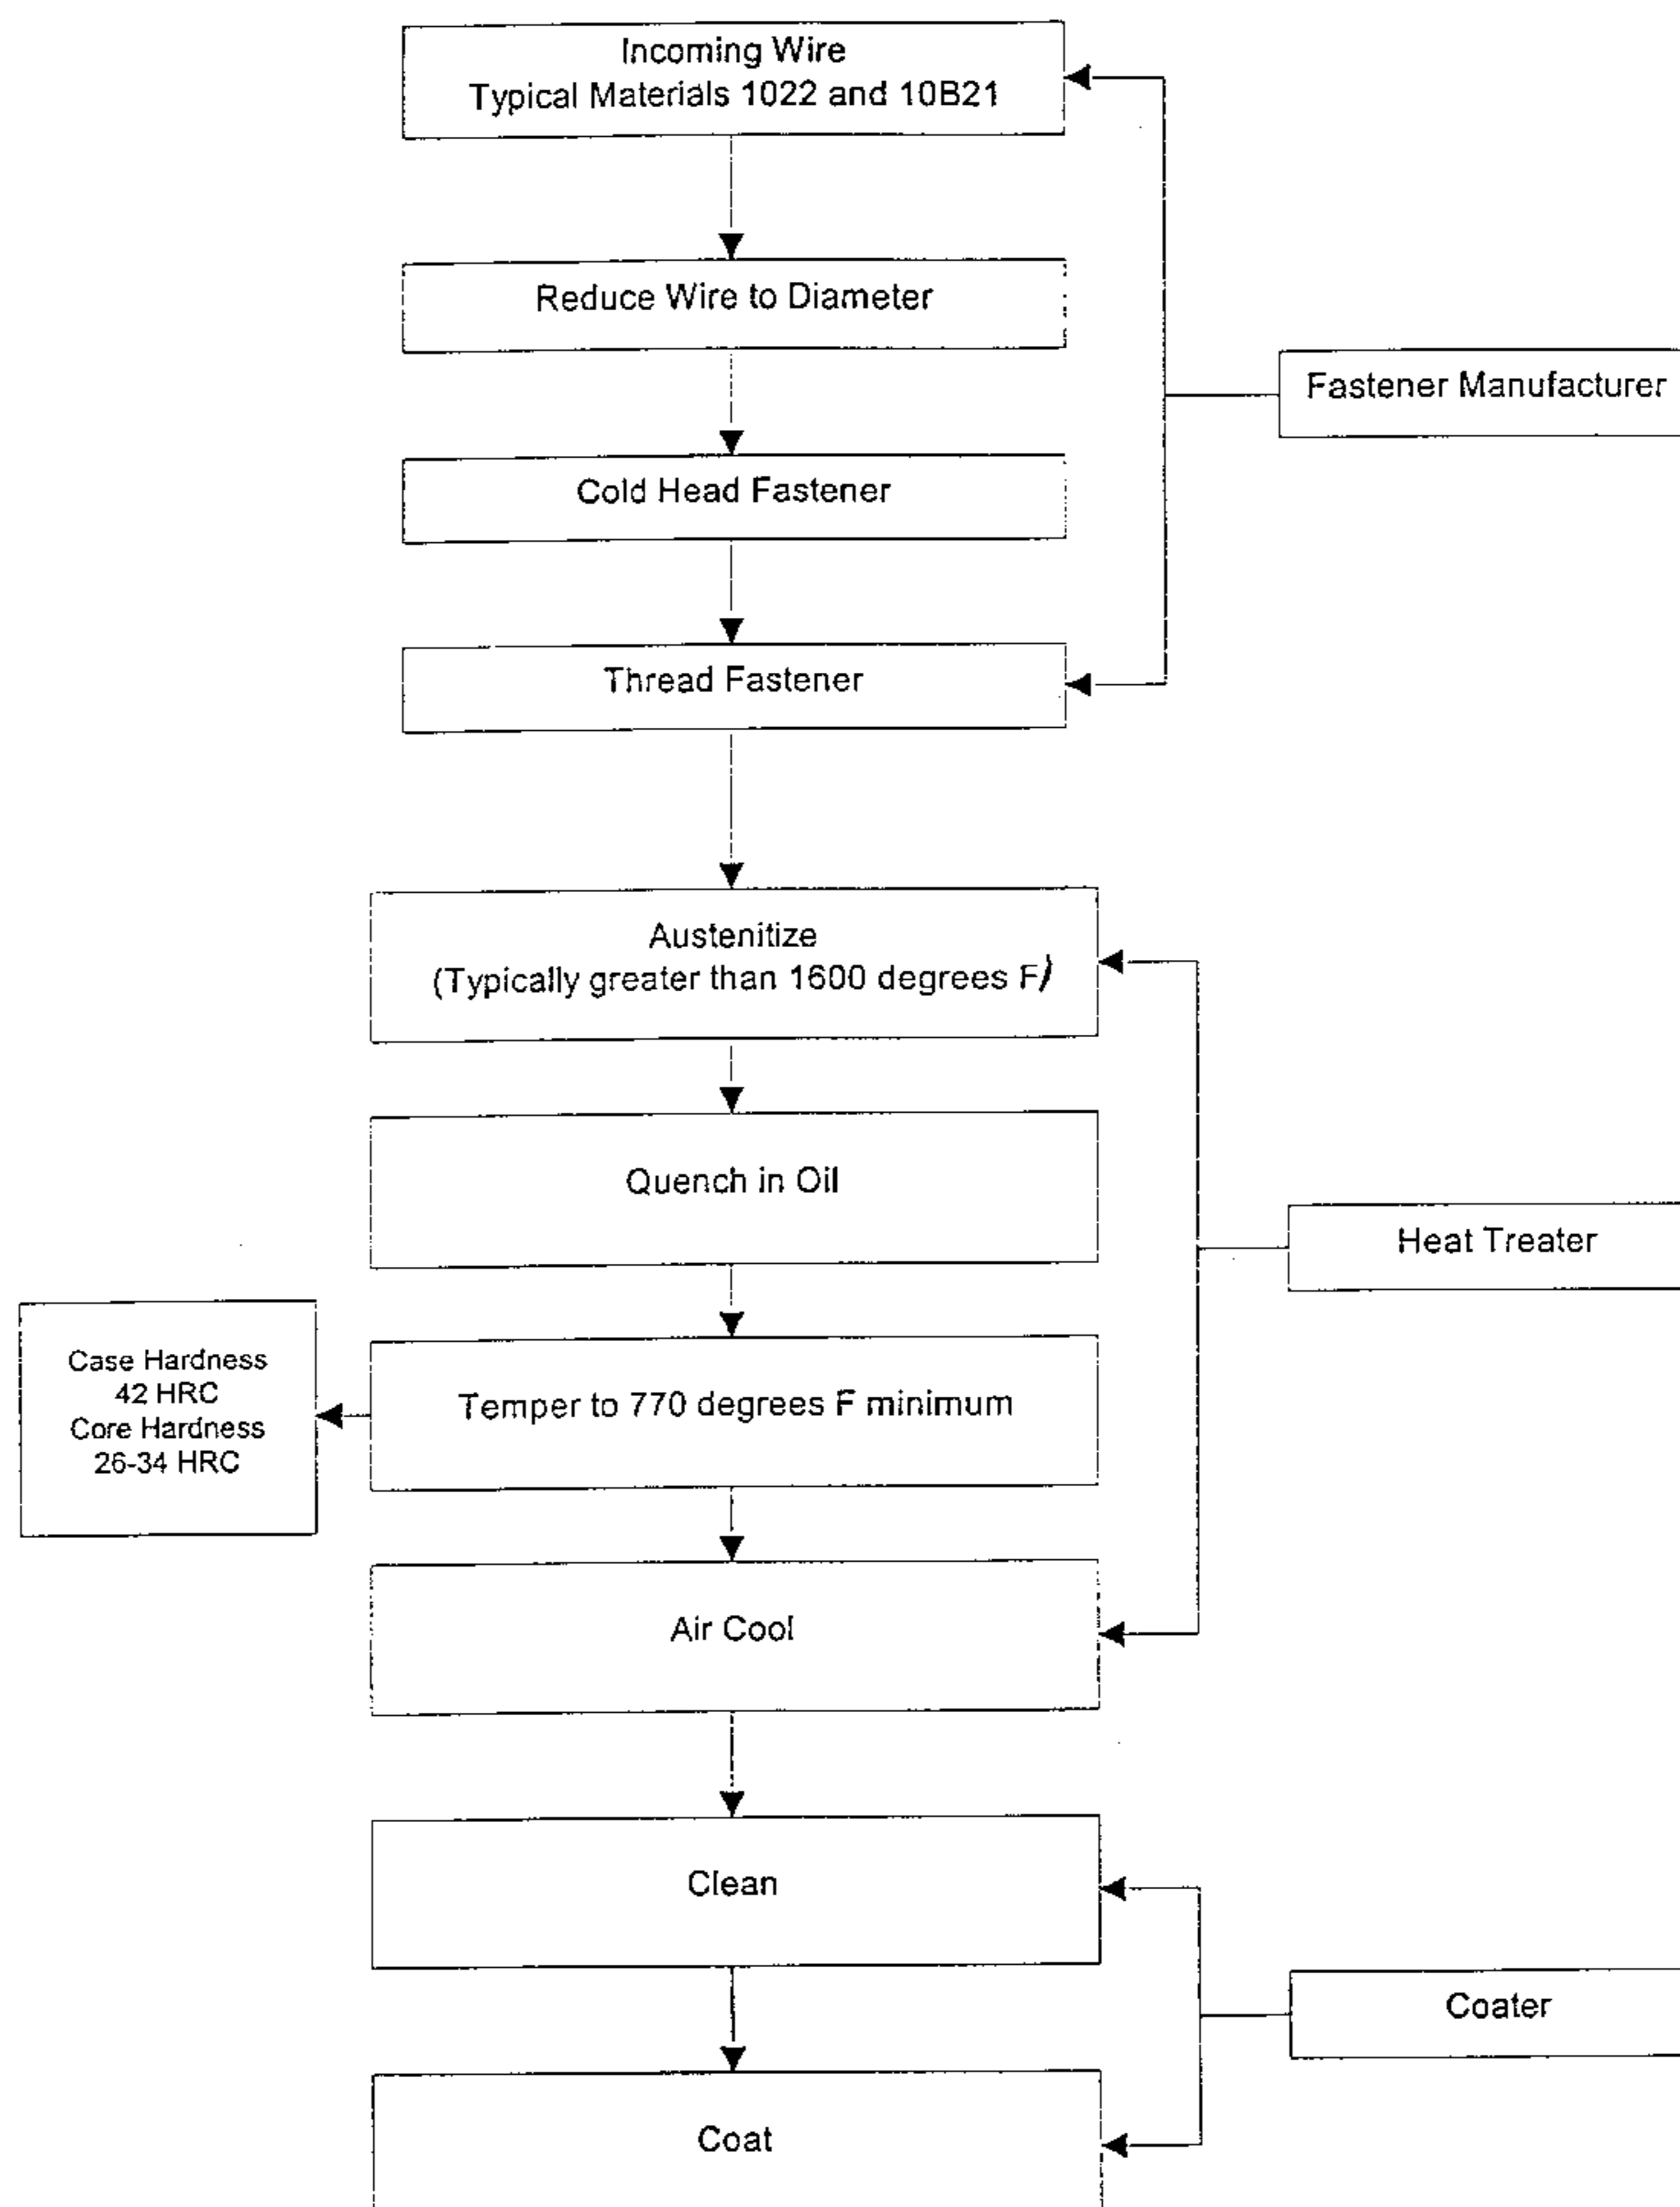 Incoming Wire
Typical Materials 1022 and 10B21
Reduce Wire to Diameter
Fastener Manufacturer
Cold Head Fastener
Thread Fastener
Austenitize
(Typically greater than 1600 degrees F)
Quench in Oil
Heat Treater
Case Hardness
42 HRC
Core Hardness
26-34 HRC
Temper to 770 degrees F minimum
Air Cool
Clean
Coater
Coat